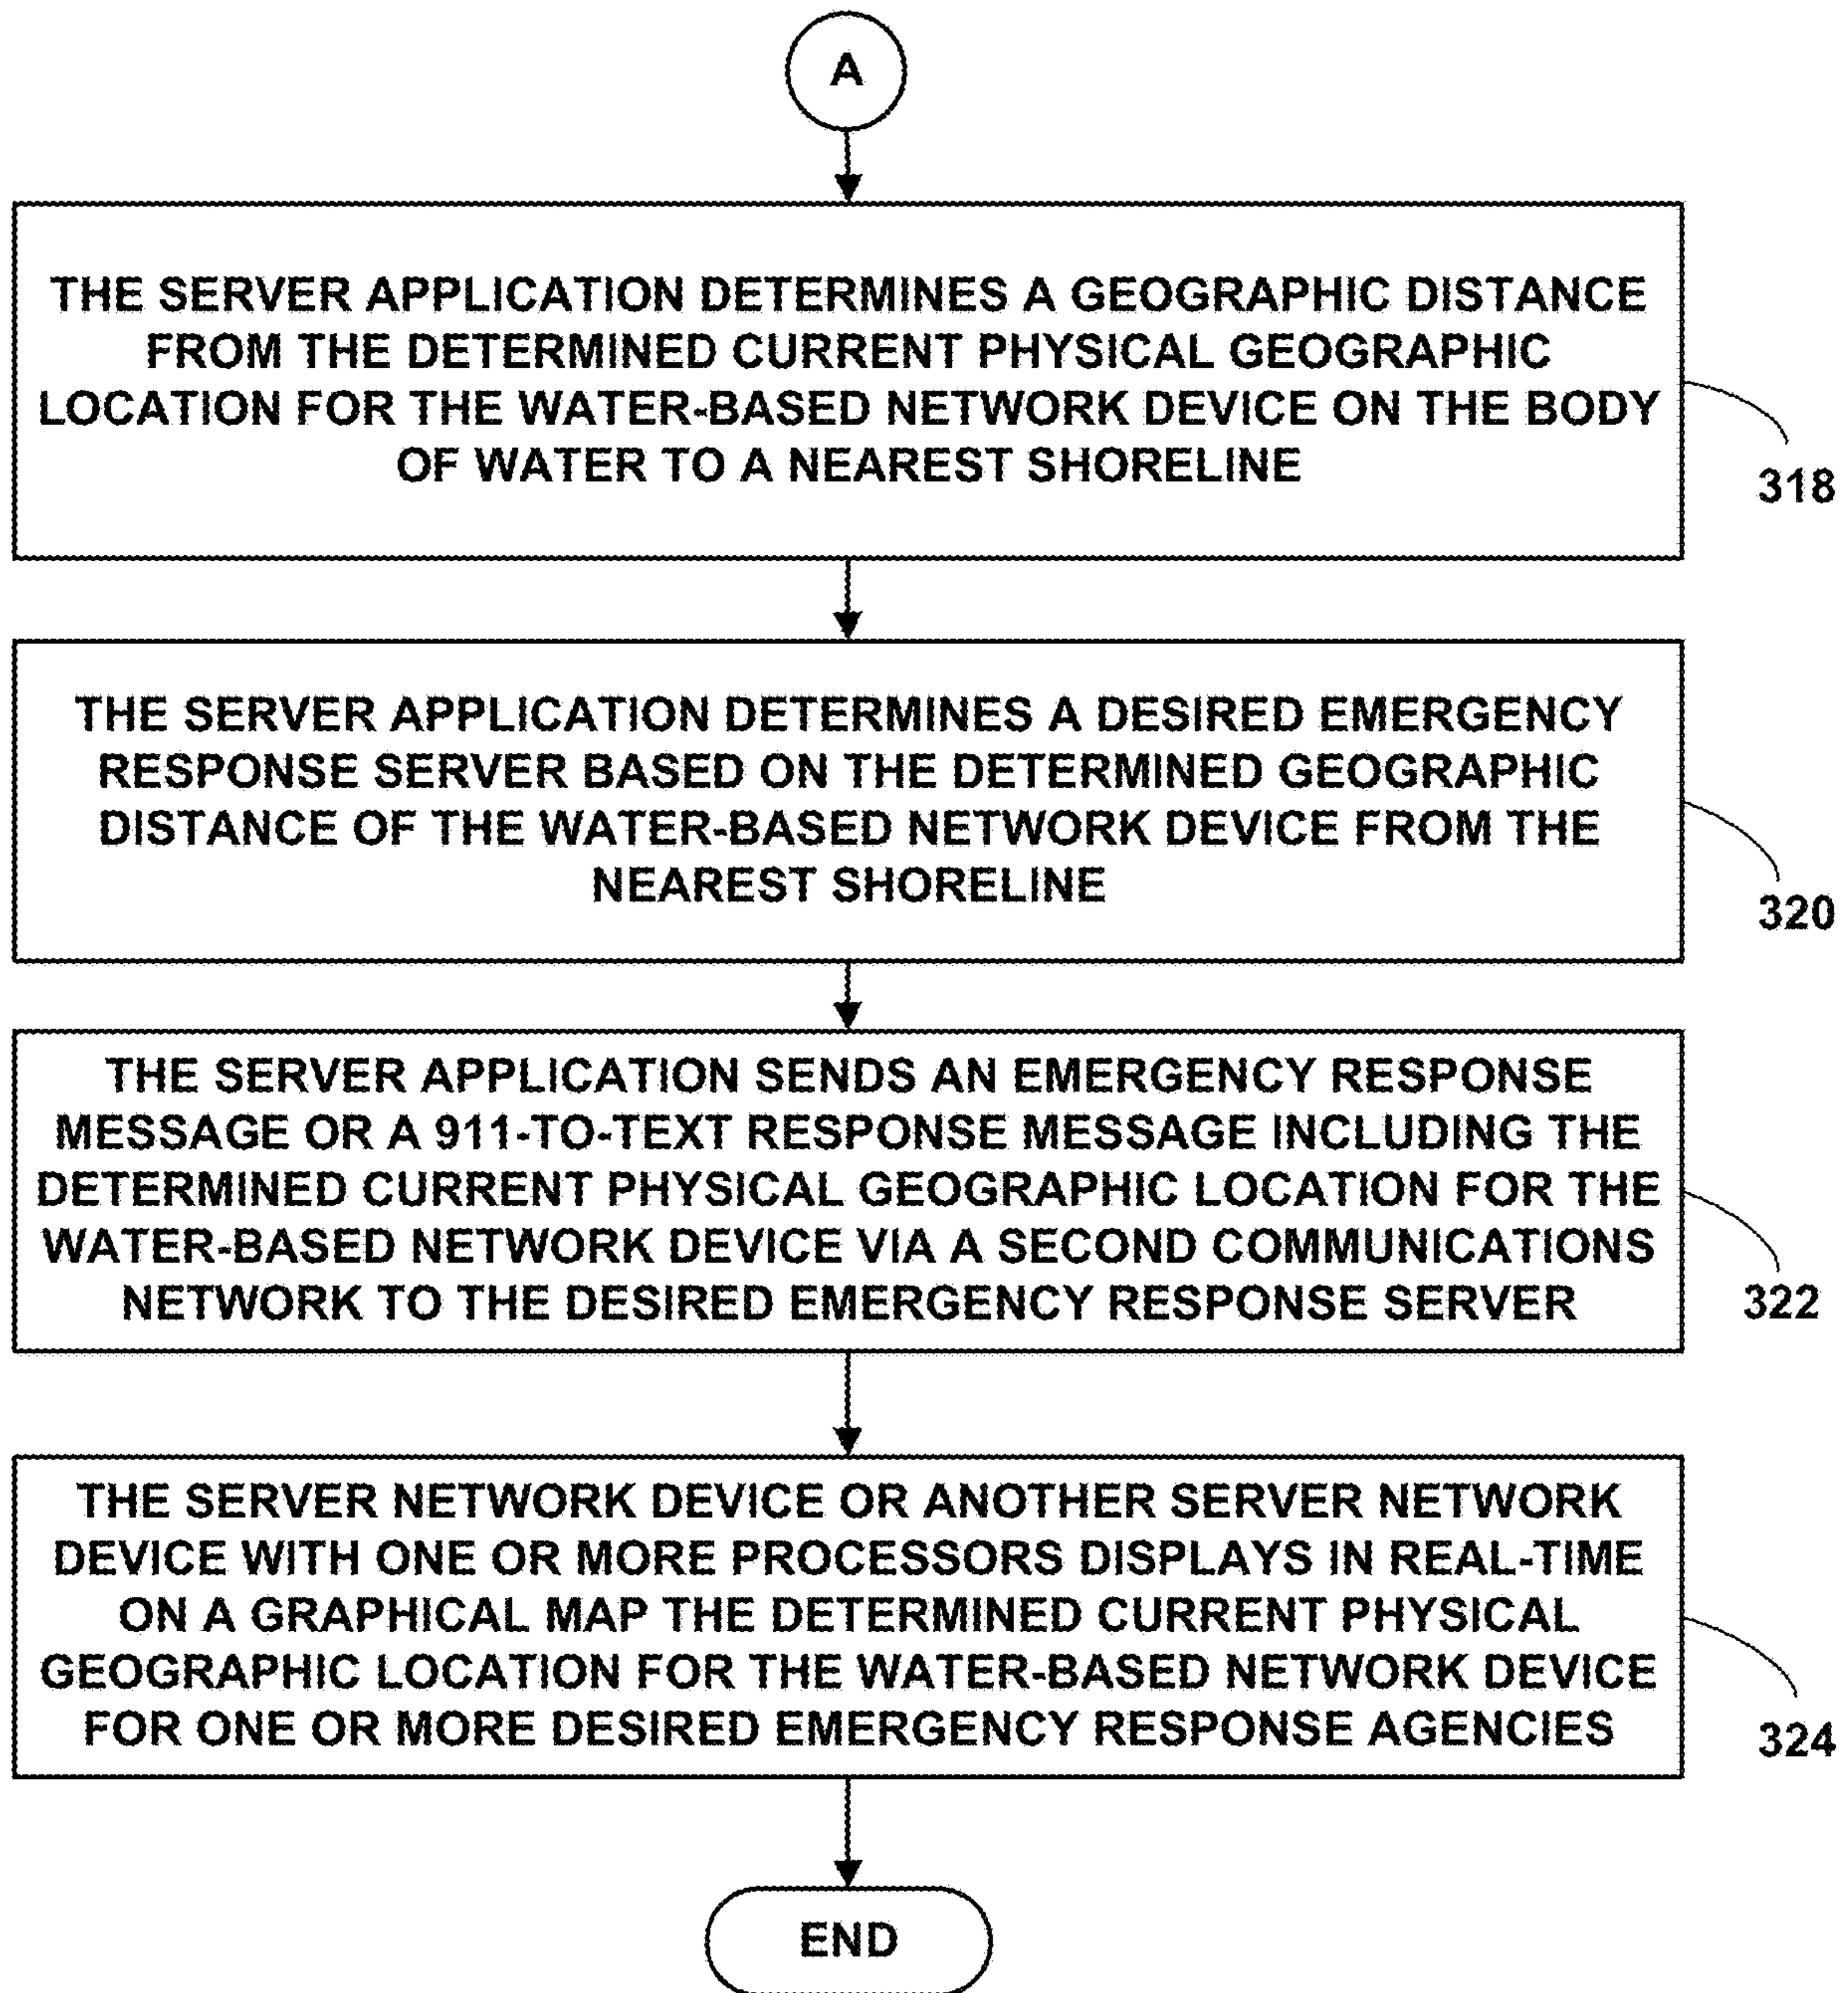 A
THE SERVER APPLICATION DETERMINES A GEOGRAPHIC DISTANCE
FROM THE DETERMINED CURRENT PHYSICAL GEOGRAPHIC
LOCATION FOR THE WATER-BASED NETWORK DEVICE ON THE BODY
OF WATER TO A NEAREST SHORELINE
318
THE SERVER APPLICATION DETERMINES A DESIRED EMERGENCY
RESPONSE SERVER BASED ON THE DETERMINED GEOGRAPHIC
DISTANCE OF THE WATER-BASED NETWORK DEVICE FROM THE
NEAREST SHORELINE
320
THE SERVER APPLICATION SENDS AN EMERGENCY RESPONSE
MESSAGE OR A 911-TO-TEXT RESPONSE MESSAGE INCLUDING THE
DETERMINED CURRENT PHYSICAL GEOGRAPHIC LOCATION FOR THE
WATER-BASED NETWORK DEVICE VIA A SECOND COMMUNICATIONS
NETWORK TO THE DESIRED EMERGENCY RESPONSE SERVER
322
THE SERVER NETWORK DEVICE OR ANOTHER SERVER NETWORK
DEVICE WITH ONE OR MORE PROCESSORS DISPLAYS IN REAL-TIME
ON A GRAPHICAL MAP THE DETERMINED CURRENT PHYSICAL
GEOGRAPHIC LOCATION FOR THE WATER-BASED NETWORK DEVICE
FOR ONE OR MORE DESIRED EMERGENCY RESPONSE AGENCIES
324
END